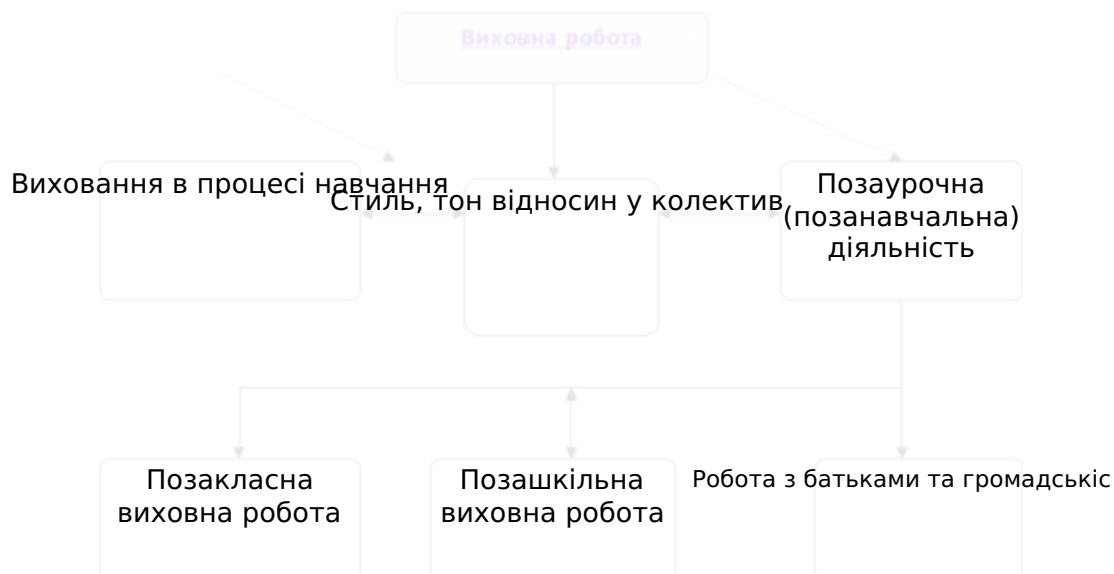 Виховна робота
Виховання в процесі навчання
Стиль, тон відносин у колектив
Позаурочна
(позанавчальна)
діяльність
Позакласна
виховна робота
Позашкільна
виховна робота
Робота з батьками та громадськіс